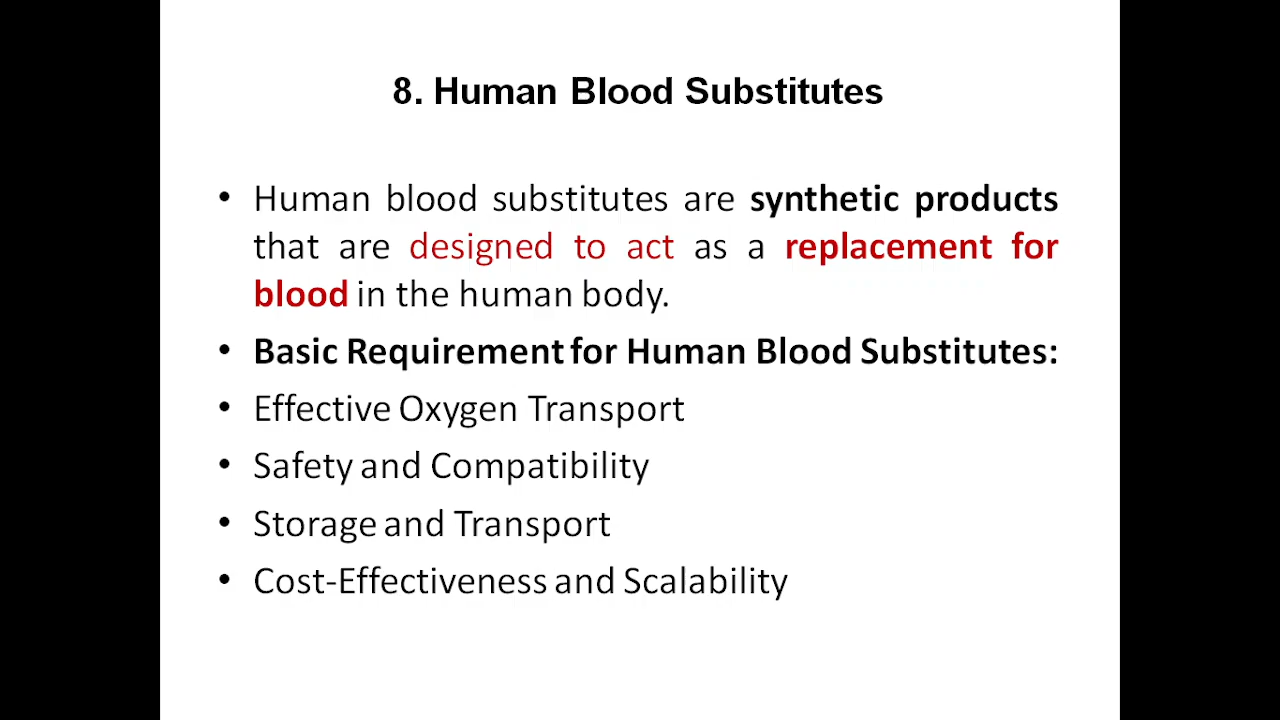 8. Human Blood Substitutes
• Human blood substitutes are synthetic products
that are designed to act as a replacement for
blood in the human body.
• Basic Requirement for Human Blood Substitutes:
• Effective Oxygen Transport
• Safety and Compatibility
• Storage and Transport
• Cost-Effectiveness and Scalability